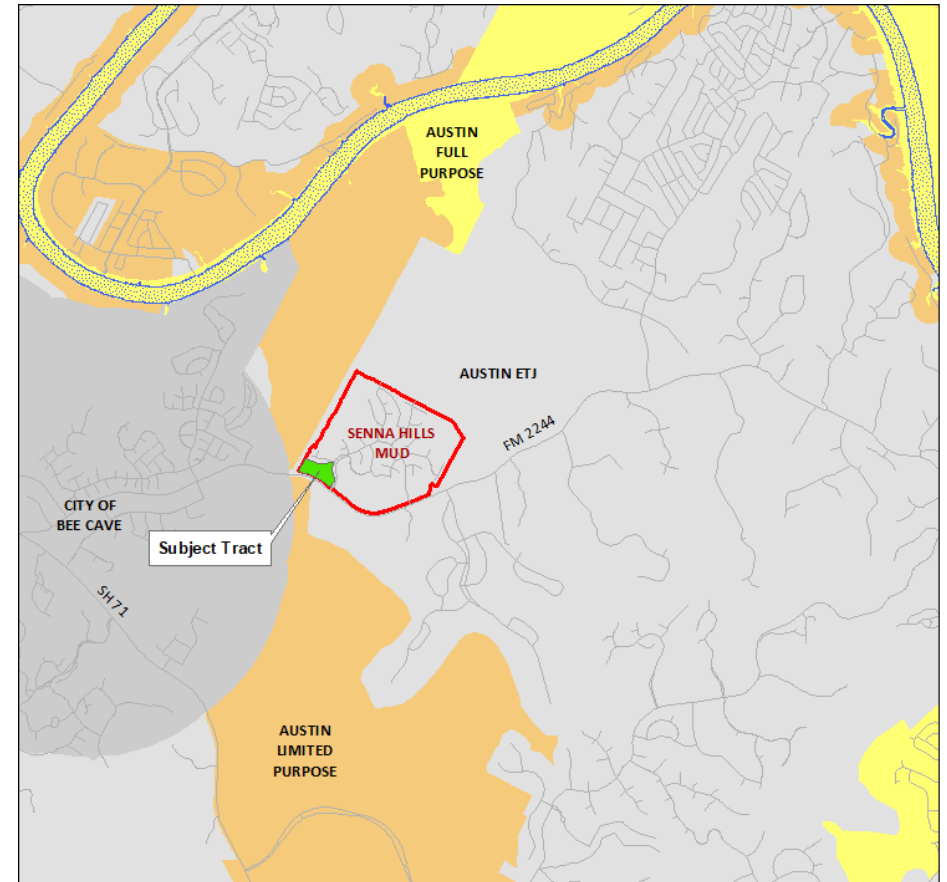 AUSTIN
FULL
PURPOSE
AUSTIN ETJ
FM 2244
SENNA HILLS
MUD
CITY OF
BEE CAVE
Subject Tract
SH 71
AUSTIN
LIMITED
PURPOSE